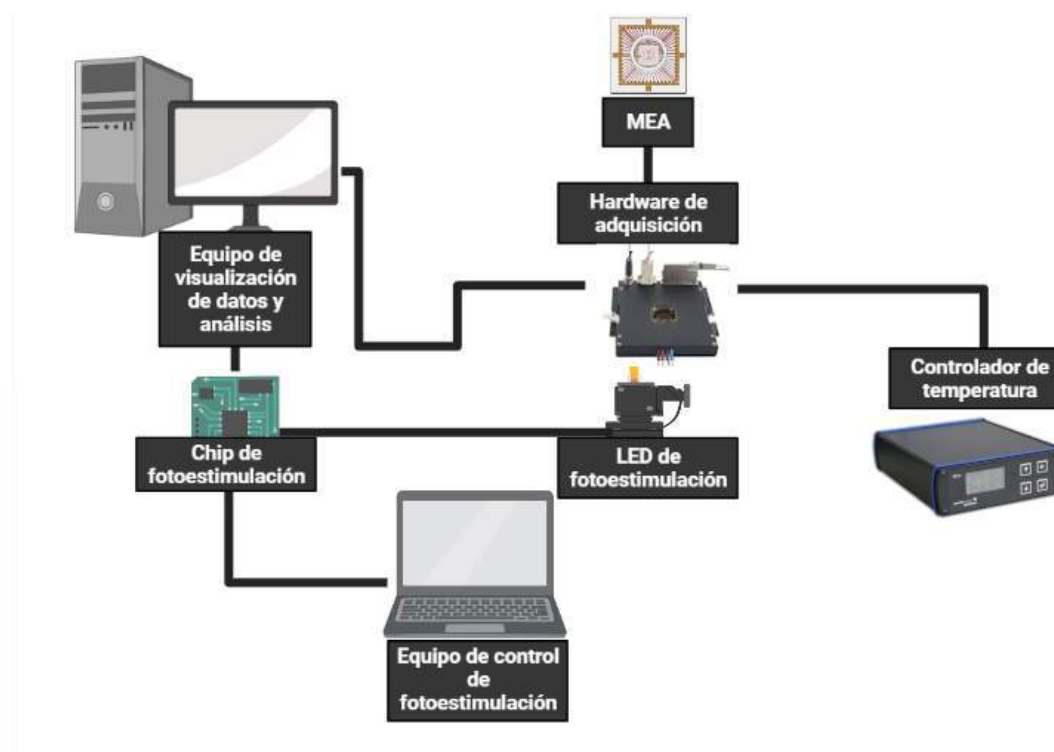 MEA
Hardware de
adquisición
Equipo de
visualización
de datos y
análisis
Controlador de
temperatura
Chip de
fotoestimulación
LED de
fotoestimulación
Equipo de control
de
fotoestimulación